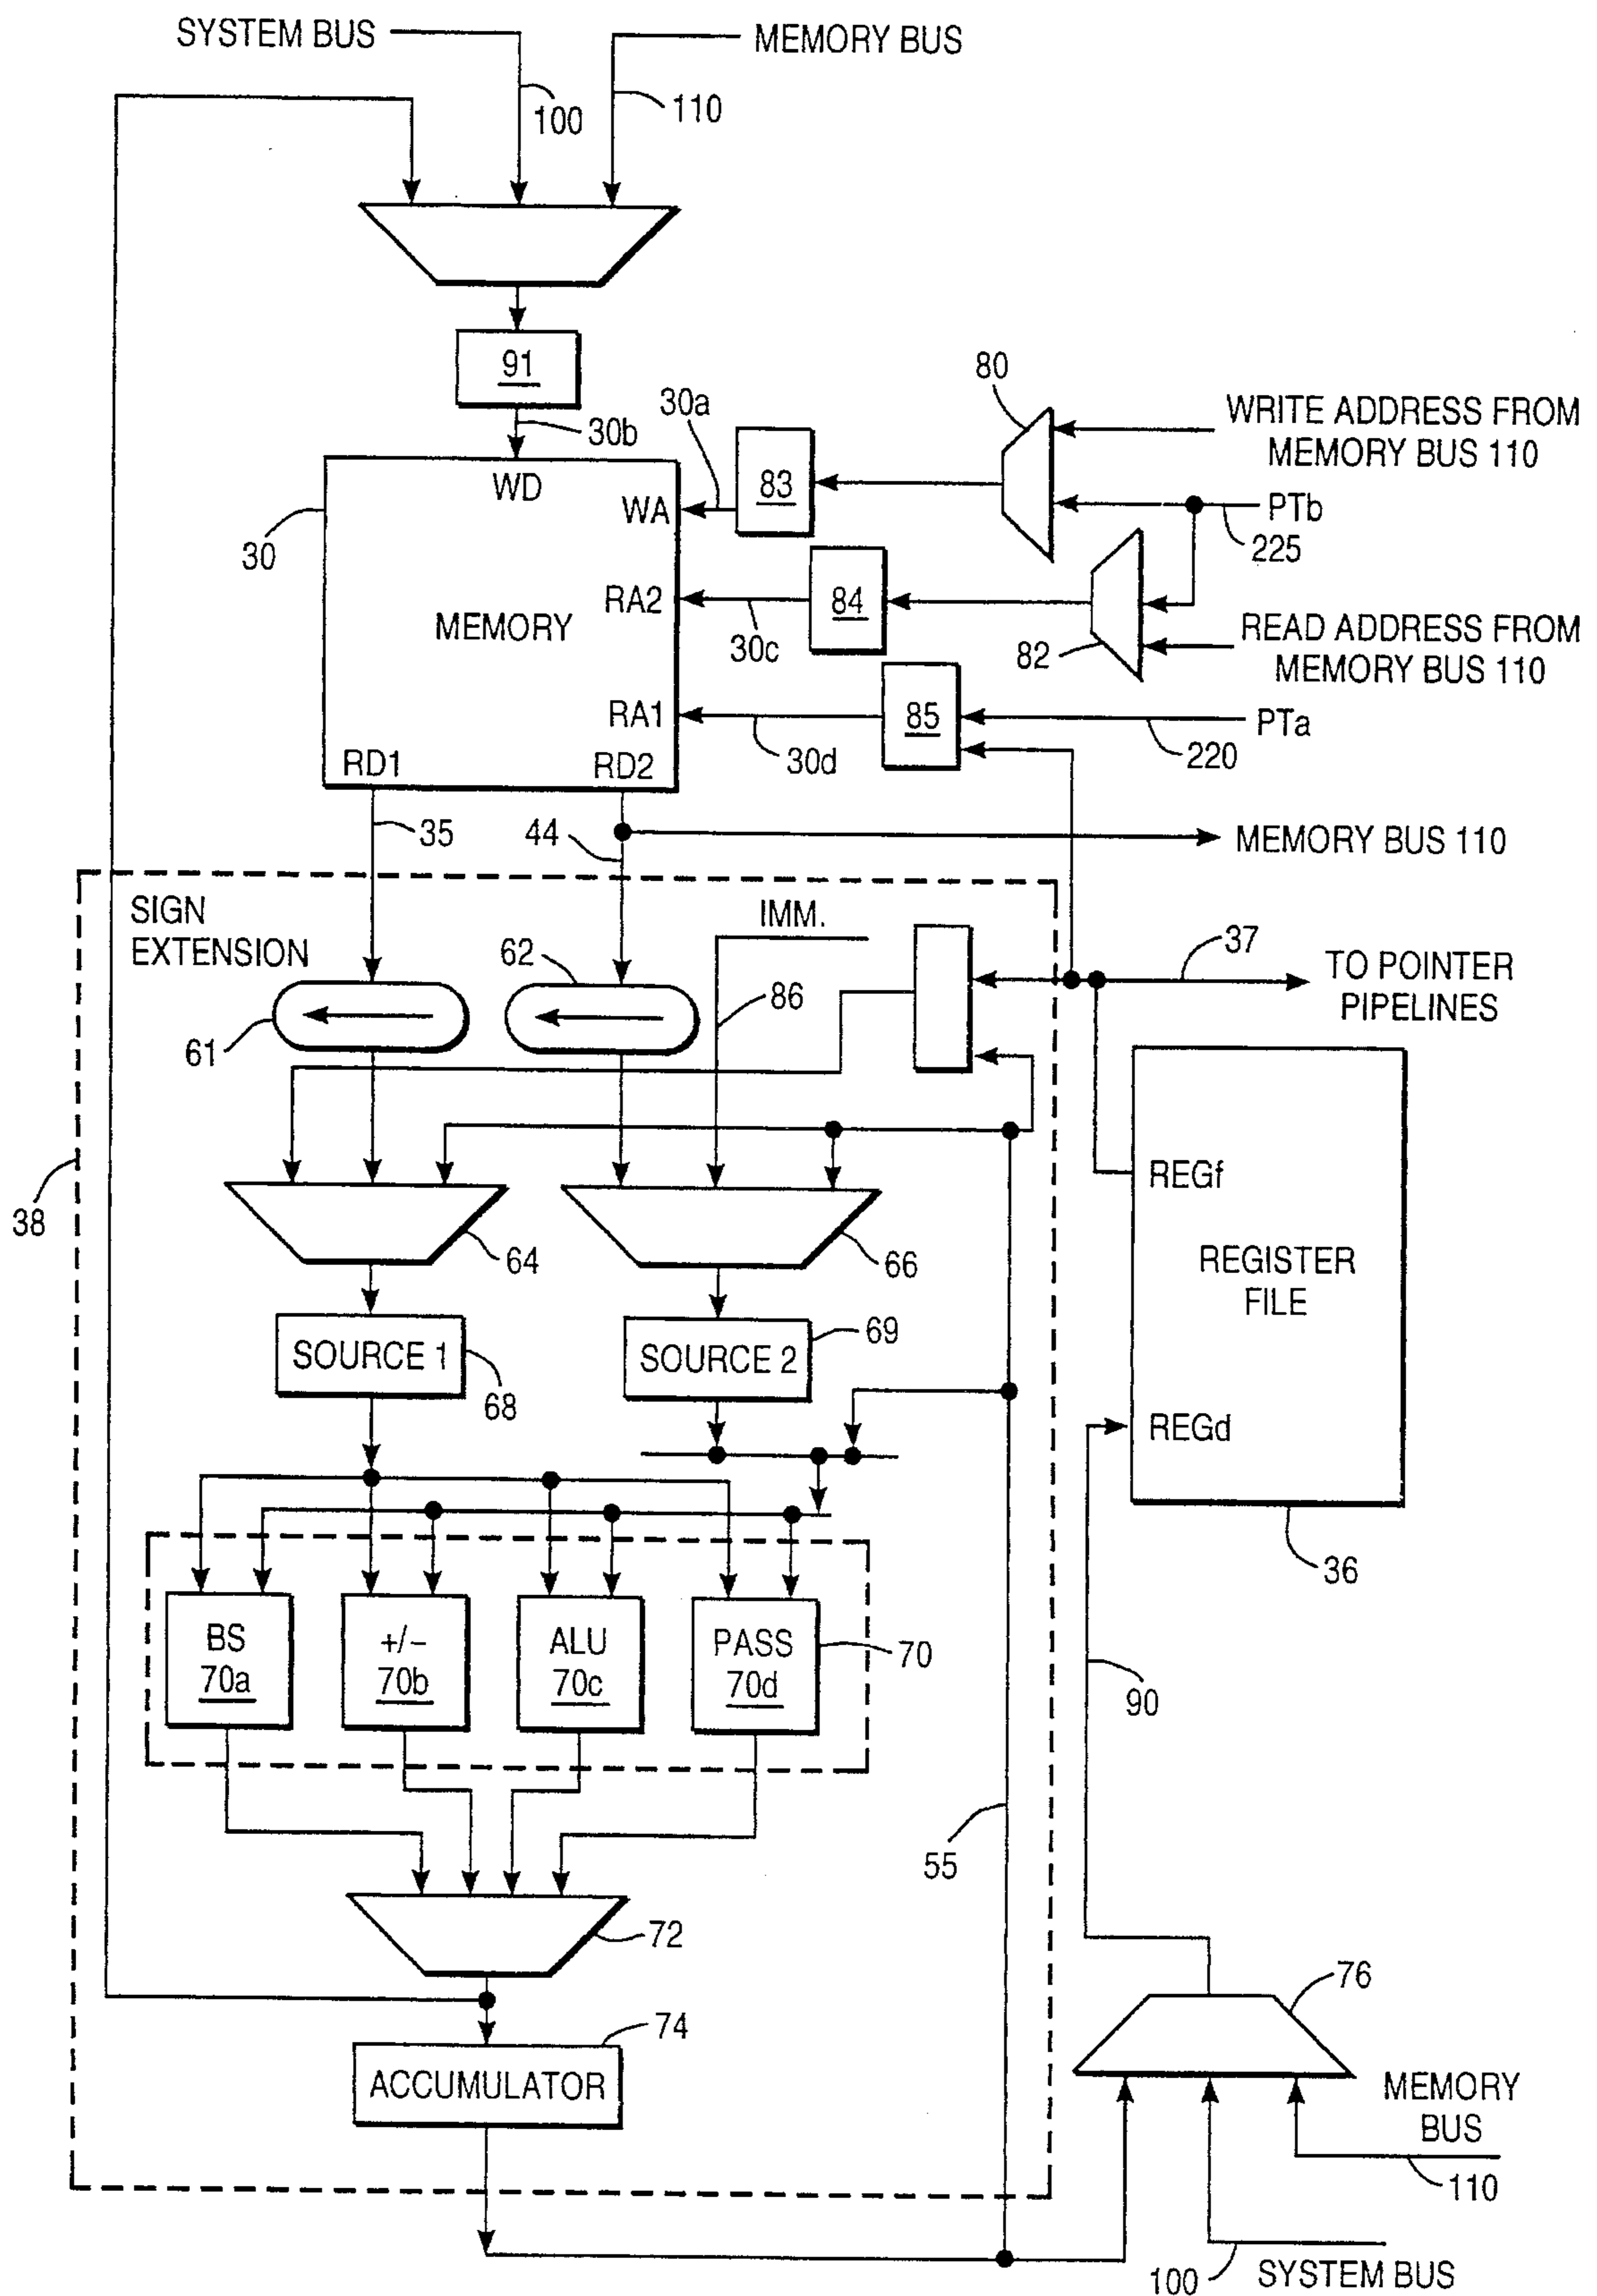 SYSTEM BUS
MEMORY BUS
100
110
91
30b
30a
80
WRITE ADDRESS FROM
MEMORY BUS 110
83
WD
WA
PTb
225
30
MEMORY
RA2
84
30c
82
READ ADDRESS FROM
MEMORY BUS 110
RA1
85
30d
PTa
220
RD1
RD2
35
44
MEMORY BUS 110
SIGN
EXTENSION
IMM.
62
86
37
TO POINTER
PIPELINES
61
38
REGf
64
66
REGISTER
FILE
SOURCE 1
68
SOURCE 2
69
REGd
36
BS
70a
+/−
70b
ALU
70c
PASS
70d
70
90
55
72
76
74
ACCUMULATOR
MEMORY
BUS
110
100
SYSTEM BUS